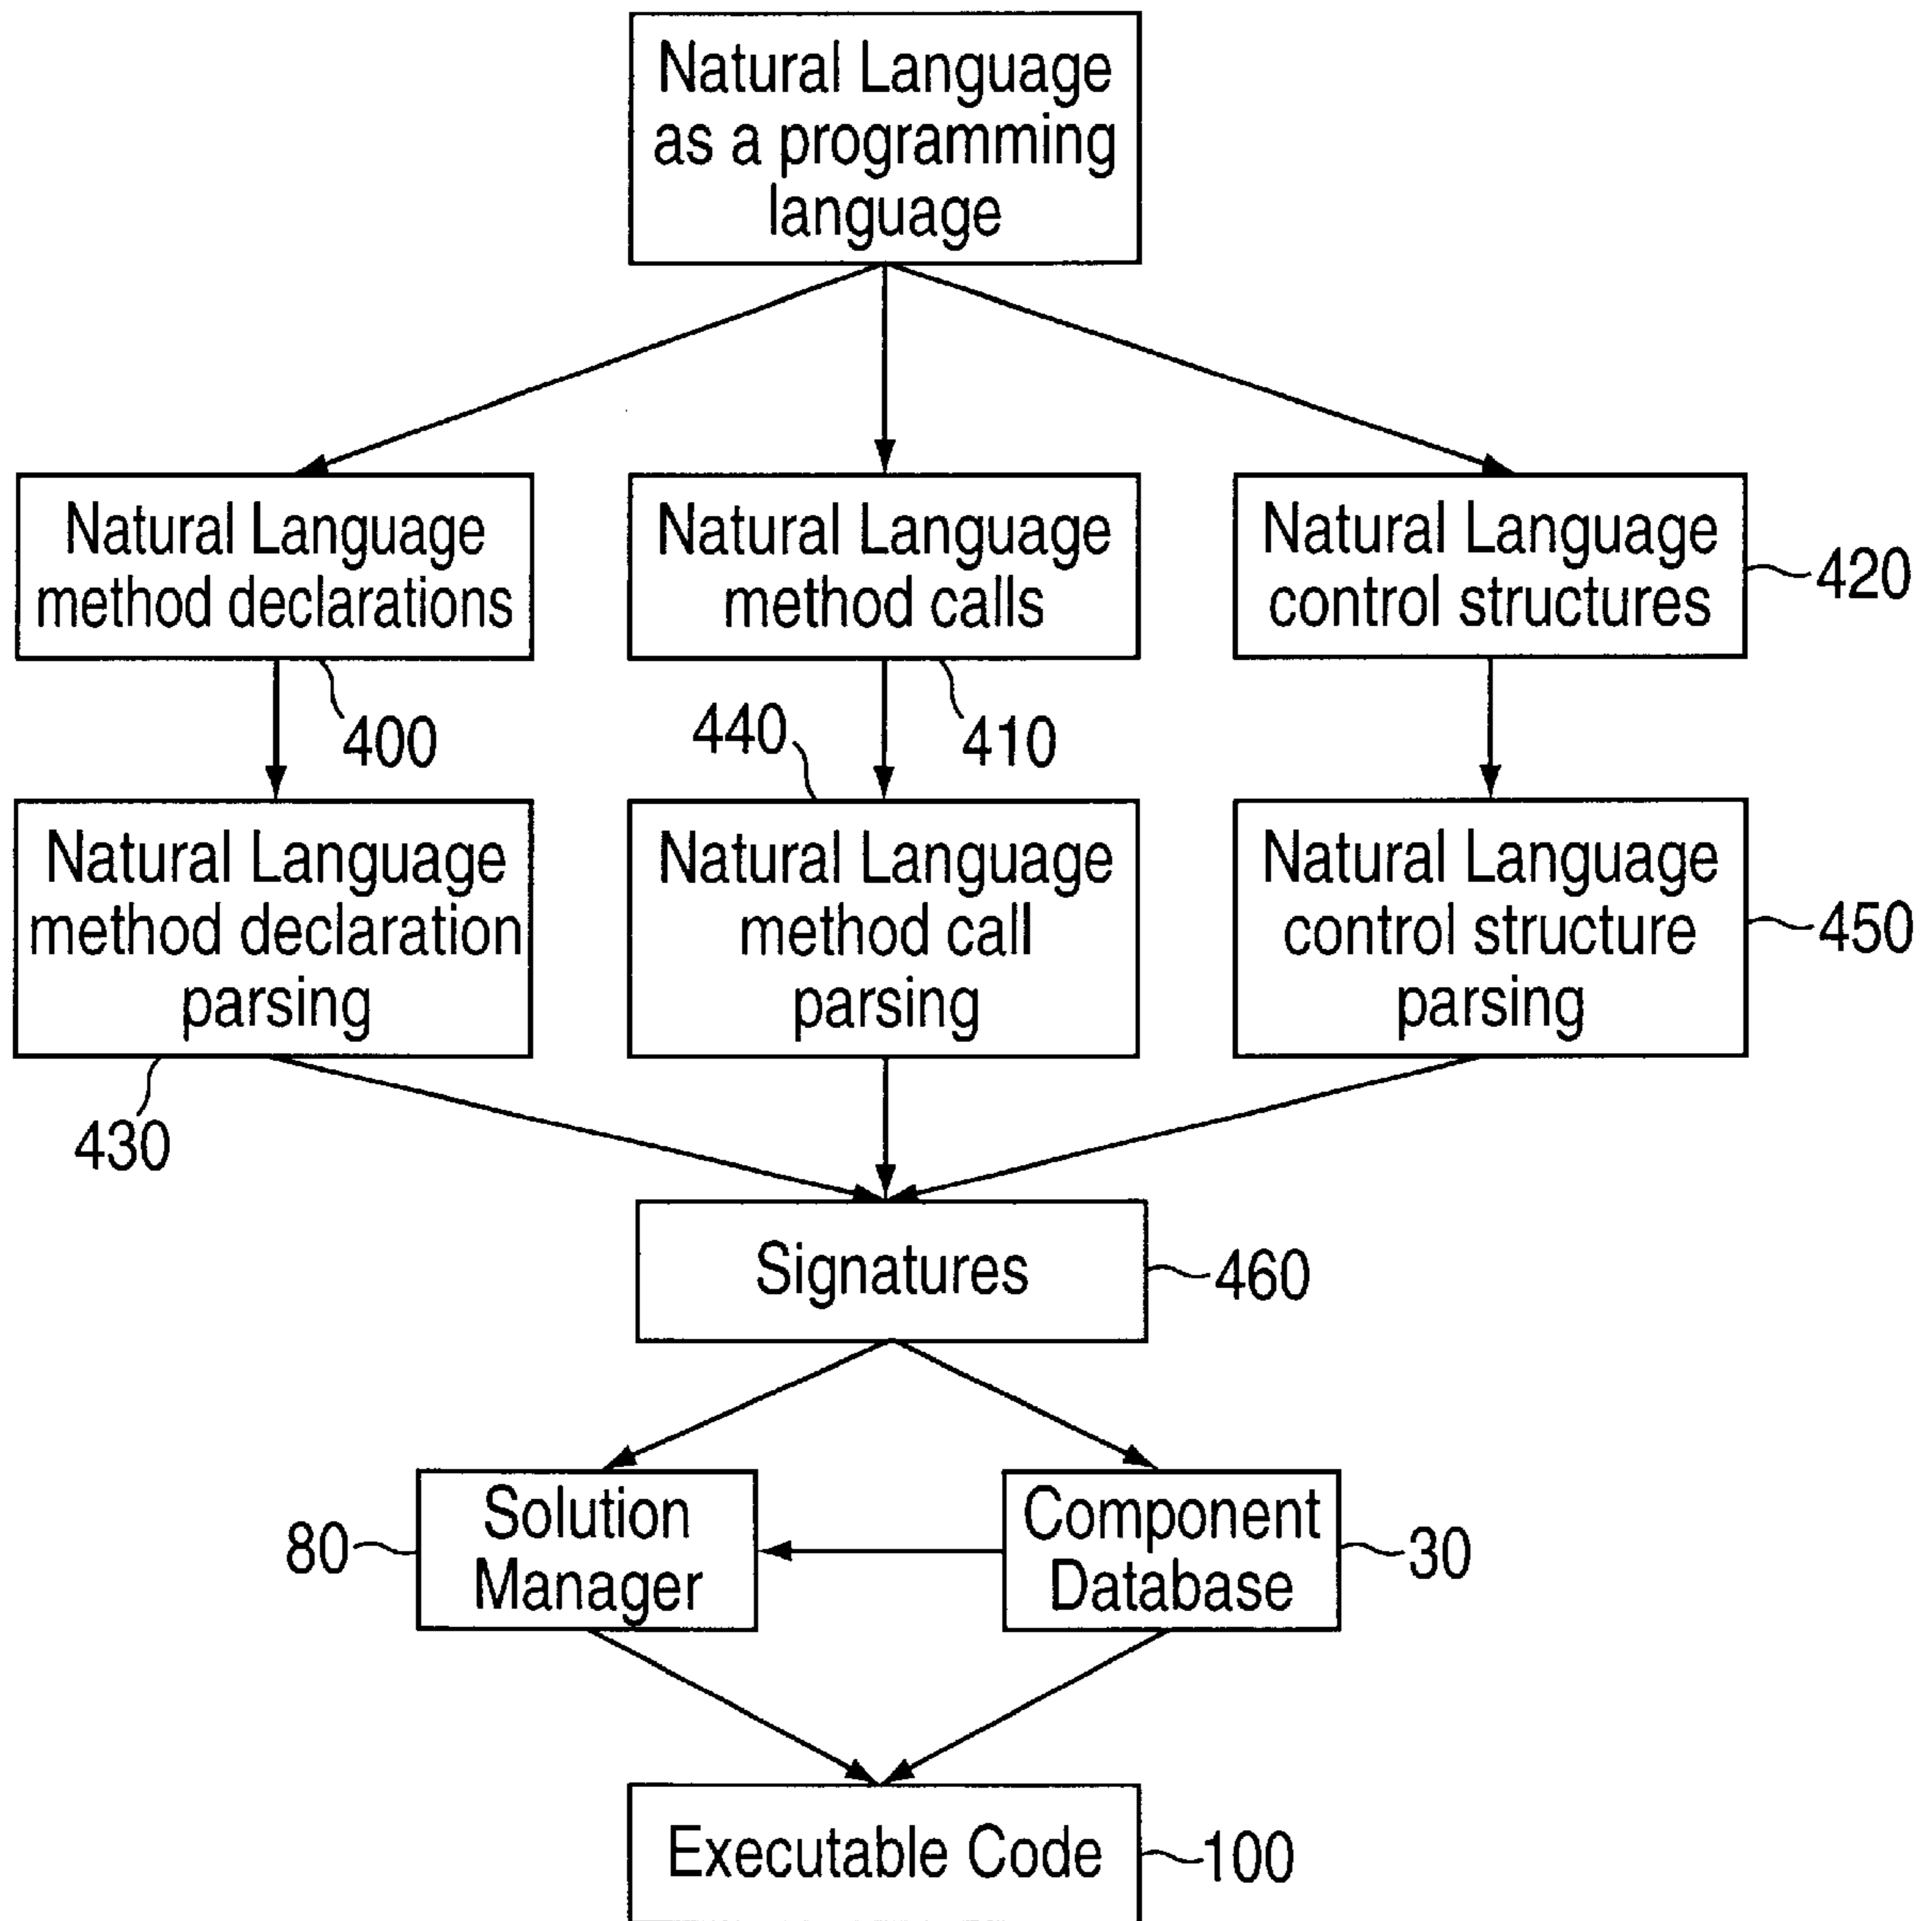 Natural Language
as a programming
language
Natural Language
method declarations
Natural Language
method calls
Natural Language
control structures
420
400
440
410
Natural Language
method declaration
parsing
Natural Language
method call
parsing
Natural Language
control structure
parsing
450
430
Signatures
460
80
Solution
Manager
Component
Database
30
Executable Code
100